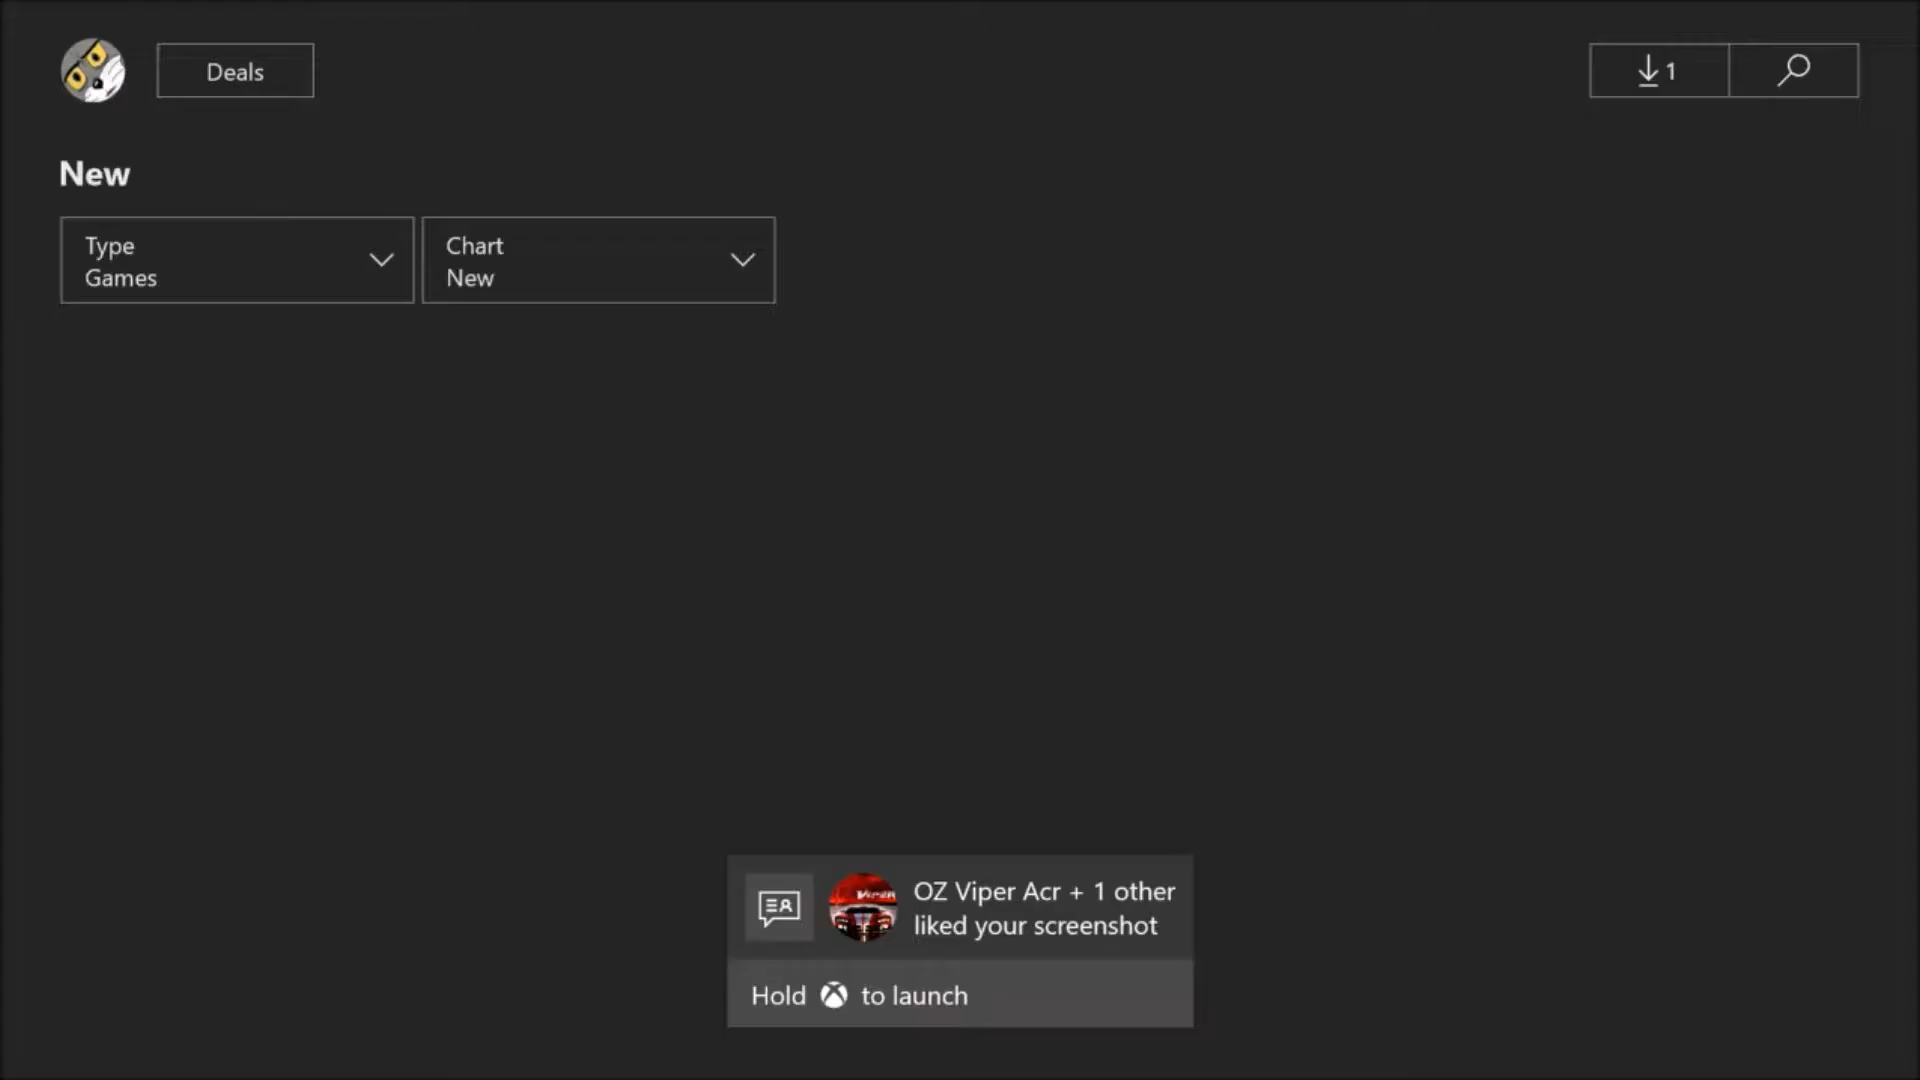 Deals
1
New
Type
Games
Chart
New
OZ Viper Acr + 1 other
liked your screenshot
Hold to launch